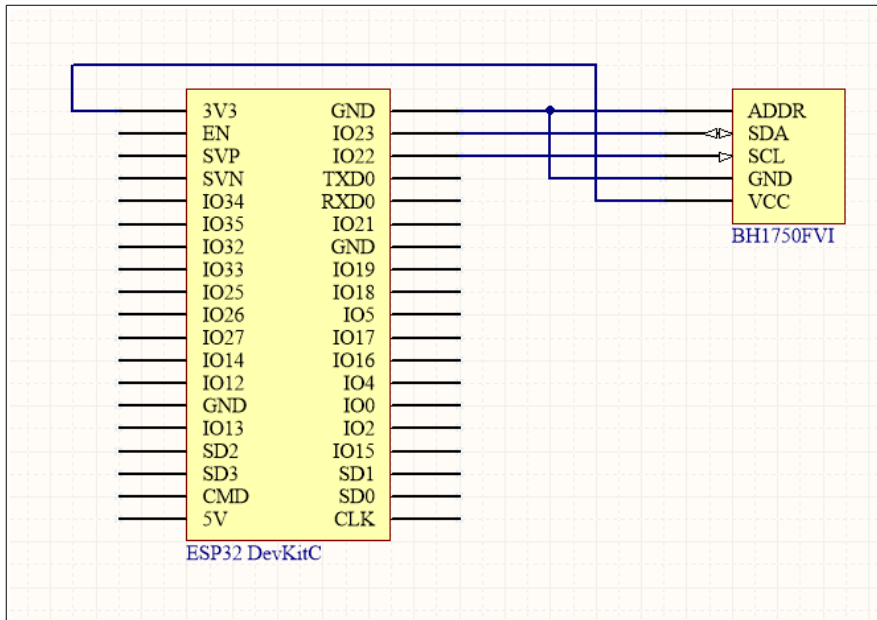 3V3 GND
EN IO23
SVP IO22
SVN TXD0
IO34 RXD0
IO35 IO21
IO32 GND
IO33 IO19
IO25 IO18
IO26 IO5
IO27 IO17
IO14 IO16
IO12 IO4
GND IO0
IO13 IO2
SD2 IO15
SD3 SD1
CMD SD0
5V CLK
ESP32 DevKitC
ADDR
SDA
SCL
GND
VCC
BH1750FVI